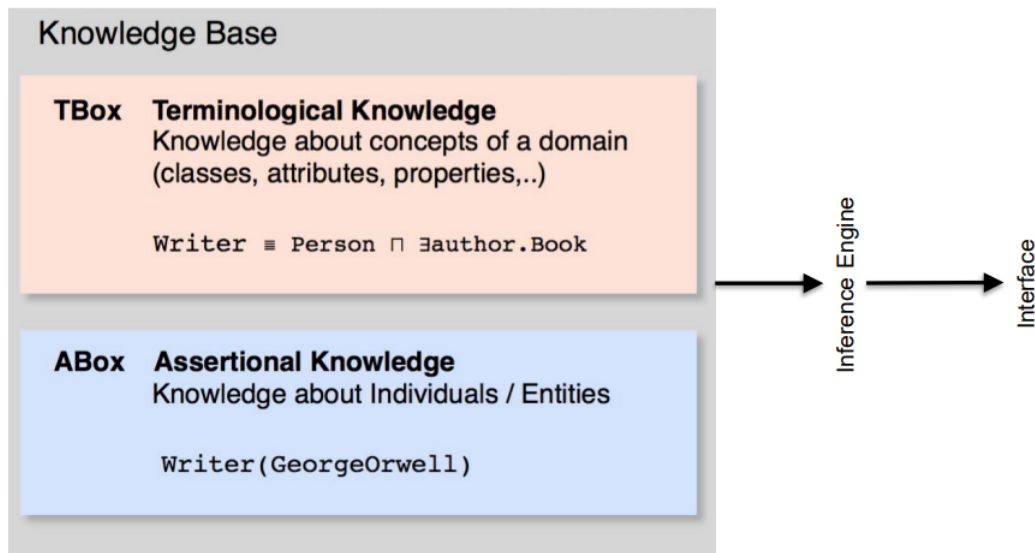 Knowledge Base
TBox Terminological Knowledge
Knowledge about concepts of a domain
(classes, attributes, properties,..)
Writer ≡ Person ⊓ ∃author.Book
ABox Assertional Knowledge
Knowledge about Individuals / Entities
Writer(GeorgeOrwell)
Inference Engine
Interface